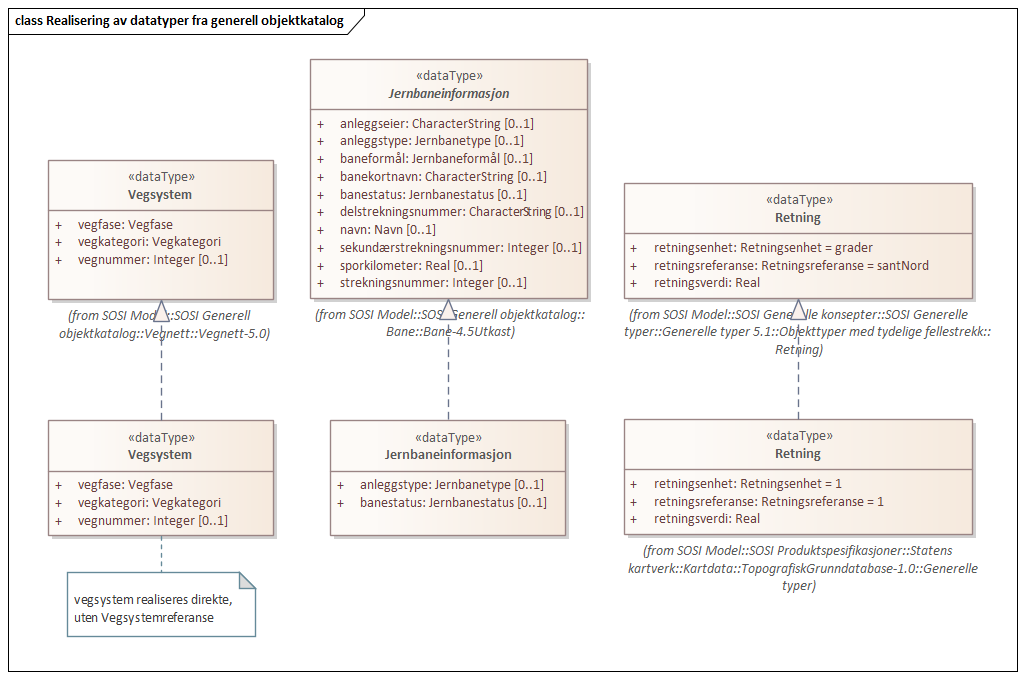 class Realisering av datatyper fra generell objektkatalog
«dataType»
Vegsystem
+ vegfase: Vegfase
+ vegkategori: Vegkategori
+ vegnummer: Integer [0..1]
(from SOSI Model::SOSI Generell
objektkatalog::Vegnett::Vegnett-5.0)
«dataType»
Jernbaneinformasjon
+ anleggseier: CharacterString [0..1]
+ anleggstype: Jernbanetype [0..1]
+ baneformål: Jernbaneformål [0..1]
+ banekortnavn: CharacterString [0..1]
+ banestatus: Jernbanestatus [0..1]
+ delstrekningsnummer: CharacterString [0..1]
+ navn: Navn [0..1]
+ sekundærstrekningsnummer: Integer [0..1]
+ sporkilometer: Real [0..1]
+ strekningsnummer: Integer [0..1]
(from SOSI Model::SOSI Generell objektkatalog::
Bane::Bane-4.5Utkast)
«dataType»
Retning
+ retningsenhet: Retningsenhet = grader
+ retningsreferanse: Retningsreferanse = santNord
+ retningsverdi: Real
(from SOSI Model::SOSI Generelle konsepter::SOSI Generelle
typer::Generelle typer 5.1::Objekttyper med tydelige fellestrekk::
Retning)
«dataType»
Vegsystem
+ vegfase: Vegfase
+ vegkategori: Vegkategori
+ vegnummer: Integer [0..1]
vegsystem realiseres direkte,
uten Vegsystemreferanse
«dataType»
Jernbaneinformasjon
+ anleggstype: Jernbanetype [0..1]
+ banestatus: Jernbanestatus [0..1]
«dataType»
Retning
+ retningsenhet: Retningsenhet = 1
+ retningsreferanse: Retningsreferanse = 1
+ retningsverdi: Real
(from SOSI Model::SOSI Produktspesifikasjoner::Statens
kartverk::Kartdata::TopografiskGrunndatabase-1.0::Generelle
typer)